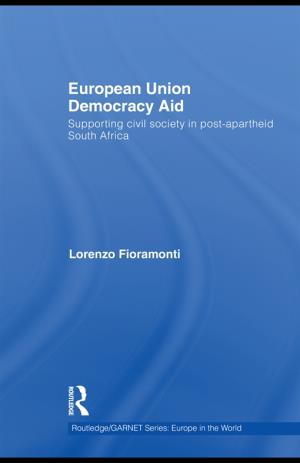 European Union
Democracy Aid
Supporting civil society in post-apartheid
South Africa
Lorenzo Fioramonti
ROUTLEDGE
Routledge/GARNET Series: Europe in the World